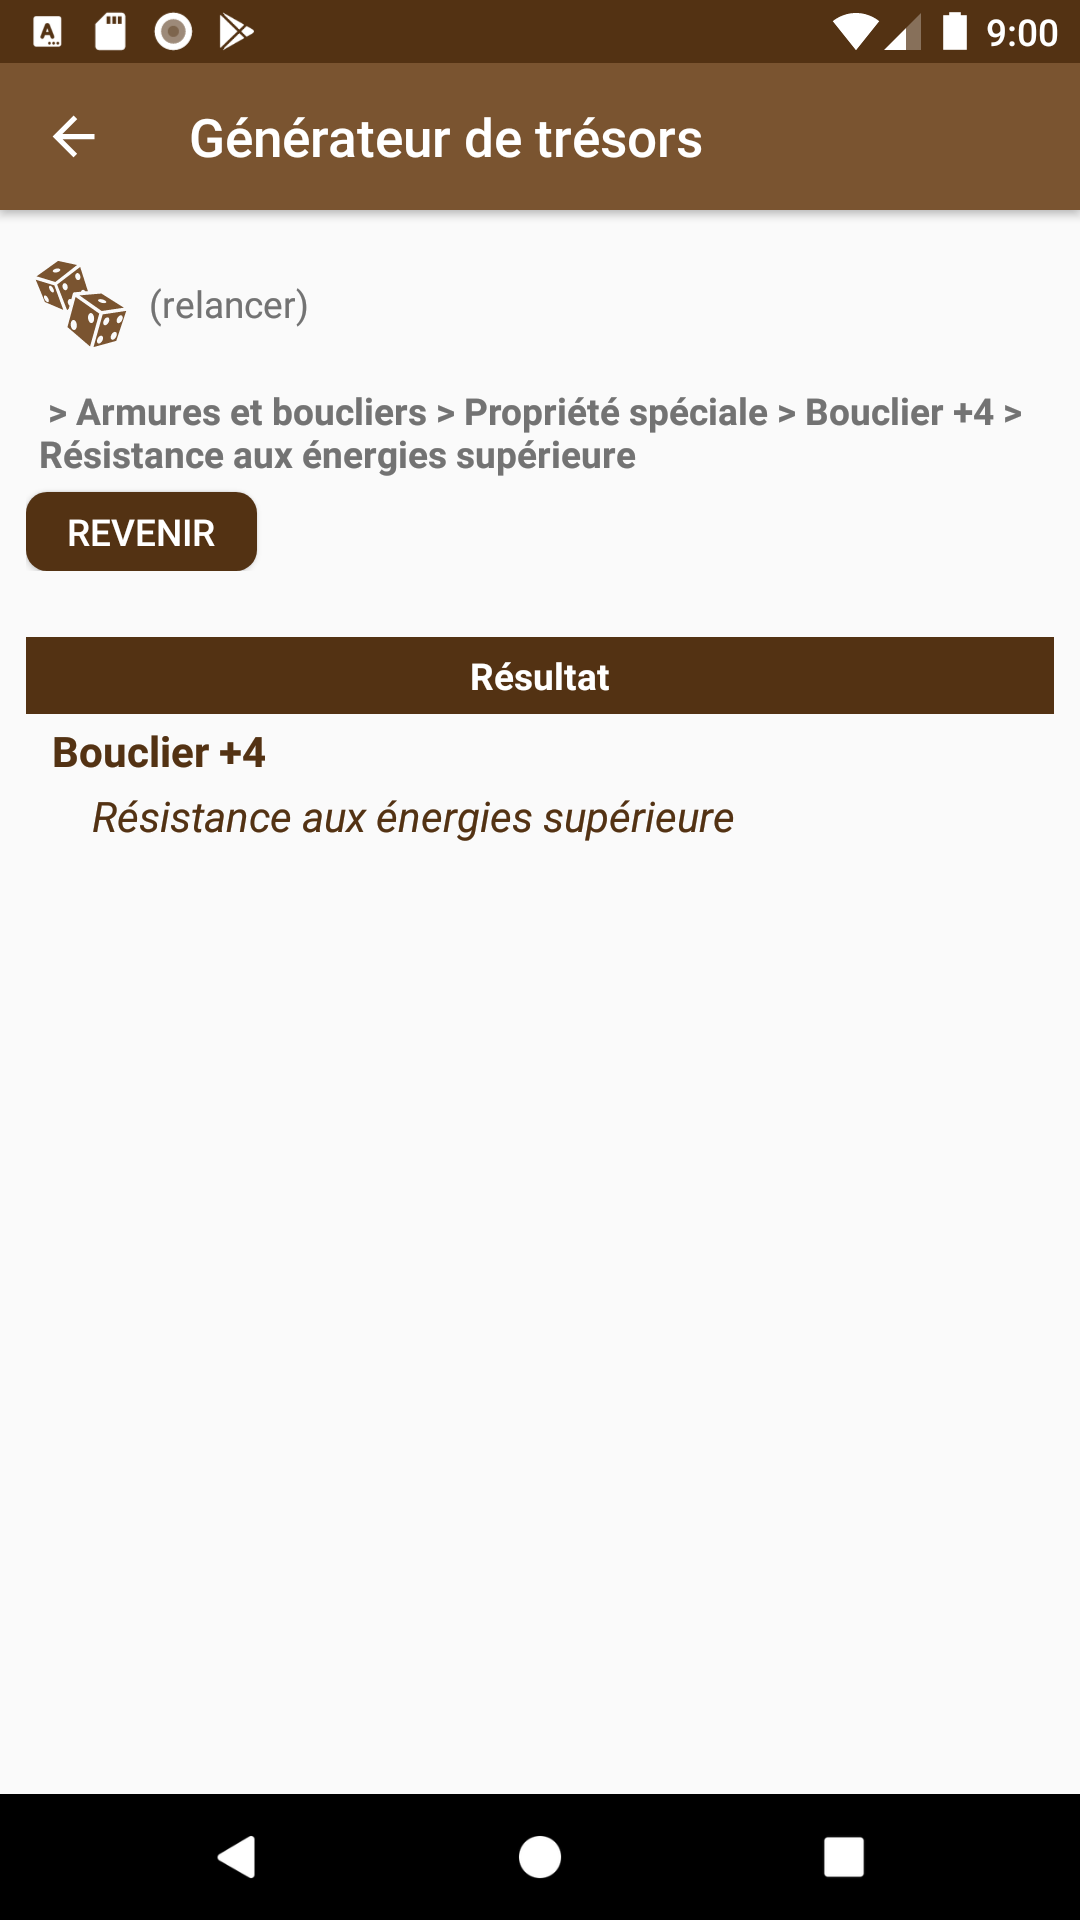 9:00
Générateur de trésors
(relancer)
> Armures et boucliers > Propriété spéciale > Bouclier +4 >
Résistance aux énergies supérieure
REVENIR
Résultat
Bouclier +4
Résistance aux énergies supérieure